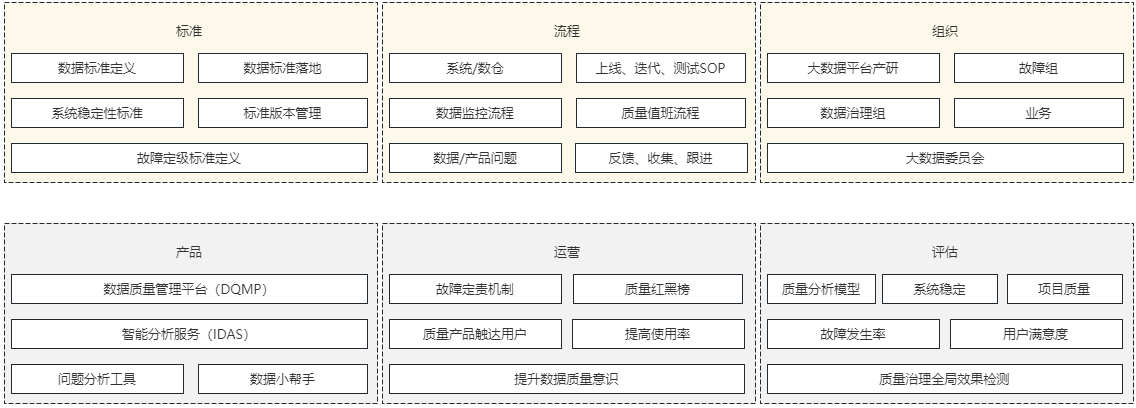 标准
数据标准定义
数据标准落地
系统稳定性标准
标准版本管理
故障定级标准定义
流程
系统/数仓
上线、迭代、测试SOP
数据监控流程
质量值班流程
数据/产品问题
反馈、收集、跟进
组织
大数据平台产研
故障组
数据治理组
业务
大数据委员会
产品
数据质量管理平台（DQMP）
智能分析服务（IDAS）
问题分析工具
数据小帮手
运营
故障定责机制
质量红黑榜
质量产品触达用户
提高使用率
提升数据质量意识
评估
质量分析模型
系统稳定
项目质量
故障发生率
用户满意度
质量治理全局效果检测